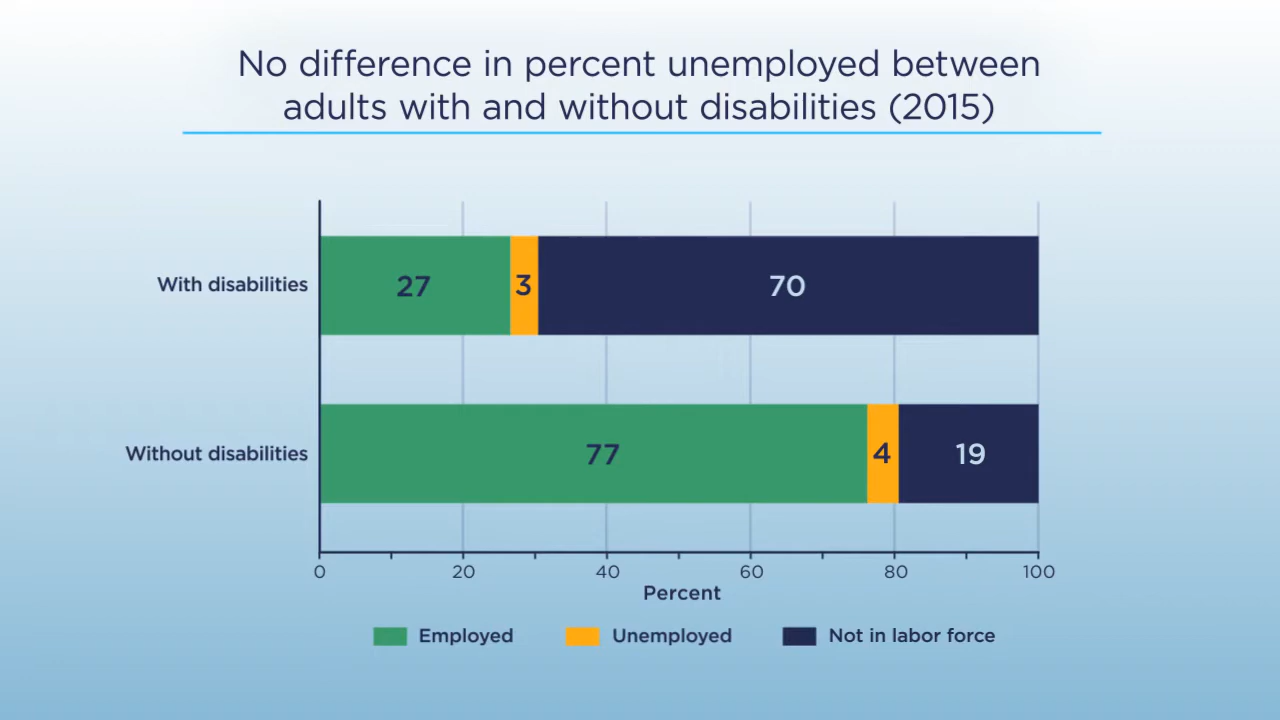 No difference in percent unemployed between
adults with and without disabilities (2015)
With disabilities
27
3
70
Without disabilities
77
4
19
0
20
40
60
80
100
Percent
Employed
Unemployed
Not in labor force